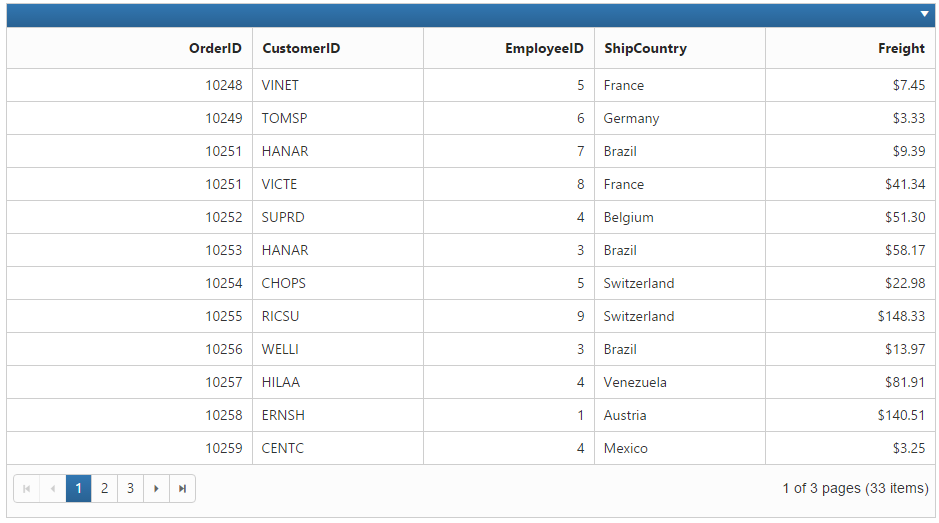 OrderID CustomerID EmployeeID ShipCountry Freight
10248 VINET 5 France $7.45
10249 TOMSP 6 Germany $3.33
10251 HANAR 7 Brazil $9.39
10251 VICTE 8 France $41.34
10252 SUPRD 4 Belgium $51.30
10253 HANAR 3 Brazil $58.17
10254 CHOPS 5 Switzerland $22.98
10255 RICSU 9 Switzerland $148.33
10256 WELLI 3 Brazil $13.97
10257 HILAA 4 Venezuela $81.91
10258 ERNSH 1 Austria $140.51
10259 CENTC 4 Mexico $3.25
1 2 3 1 of 3 pages (33 items)